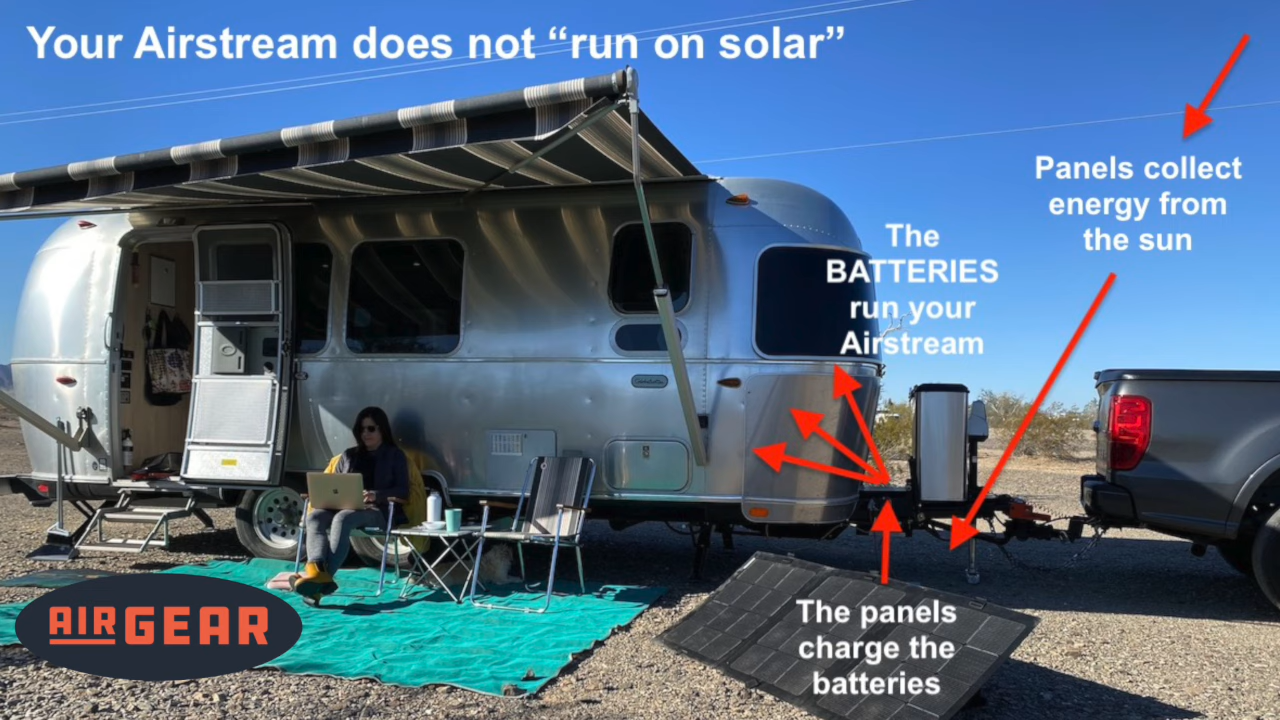 Your Airstream does not “run on solar”
Panels collect
energy from
the sun
The
BATTERIES
run your
Airstream
The panels
charge the
batteries
AIRGEAR